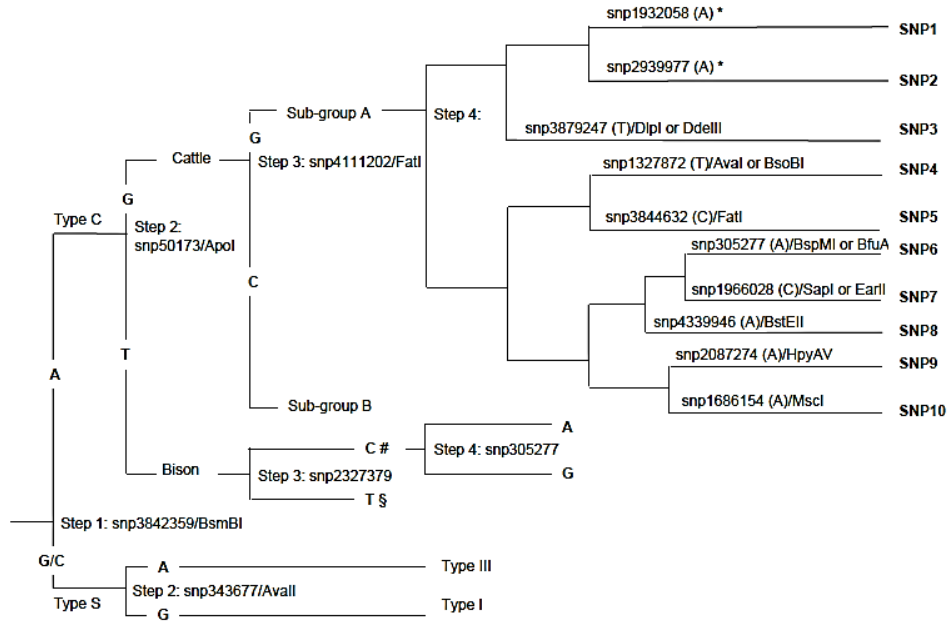 snp1932058 (A) *
SNP1
snp2939977 (A) *
SNP2
Sub-group A
Step 4:
snp3879247 (T)/DlpI or DdeIII
SNP3
G
Cattle
Step 3: snp4111202/FatI
snp1327872 (T)/AvaI or BsoBI
SNP4
G
Type C
Step 2:
snp50173/ApoI
snp3844632 (C)/FatI
SNP5
snp305277 (A)/BspMI or BfuA
SNP6
C
snp1966028 (C)/SapI or EarII
SNP7
snp4339946 (A)/BstEII
SNP8
T
snp2087274 (A)/HpyAV
SNP9
A
snp1686154 (A)/MscI
SNP10
Sub-group B
A
C #
Step 4: snp305277
Bison
Step 3: snp2327379
G
T §
Step 1: snp3842359/BsmBI
G/C
A
Type III
Step 2: snp343677/AvaII
Type S
G
Type I